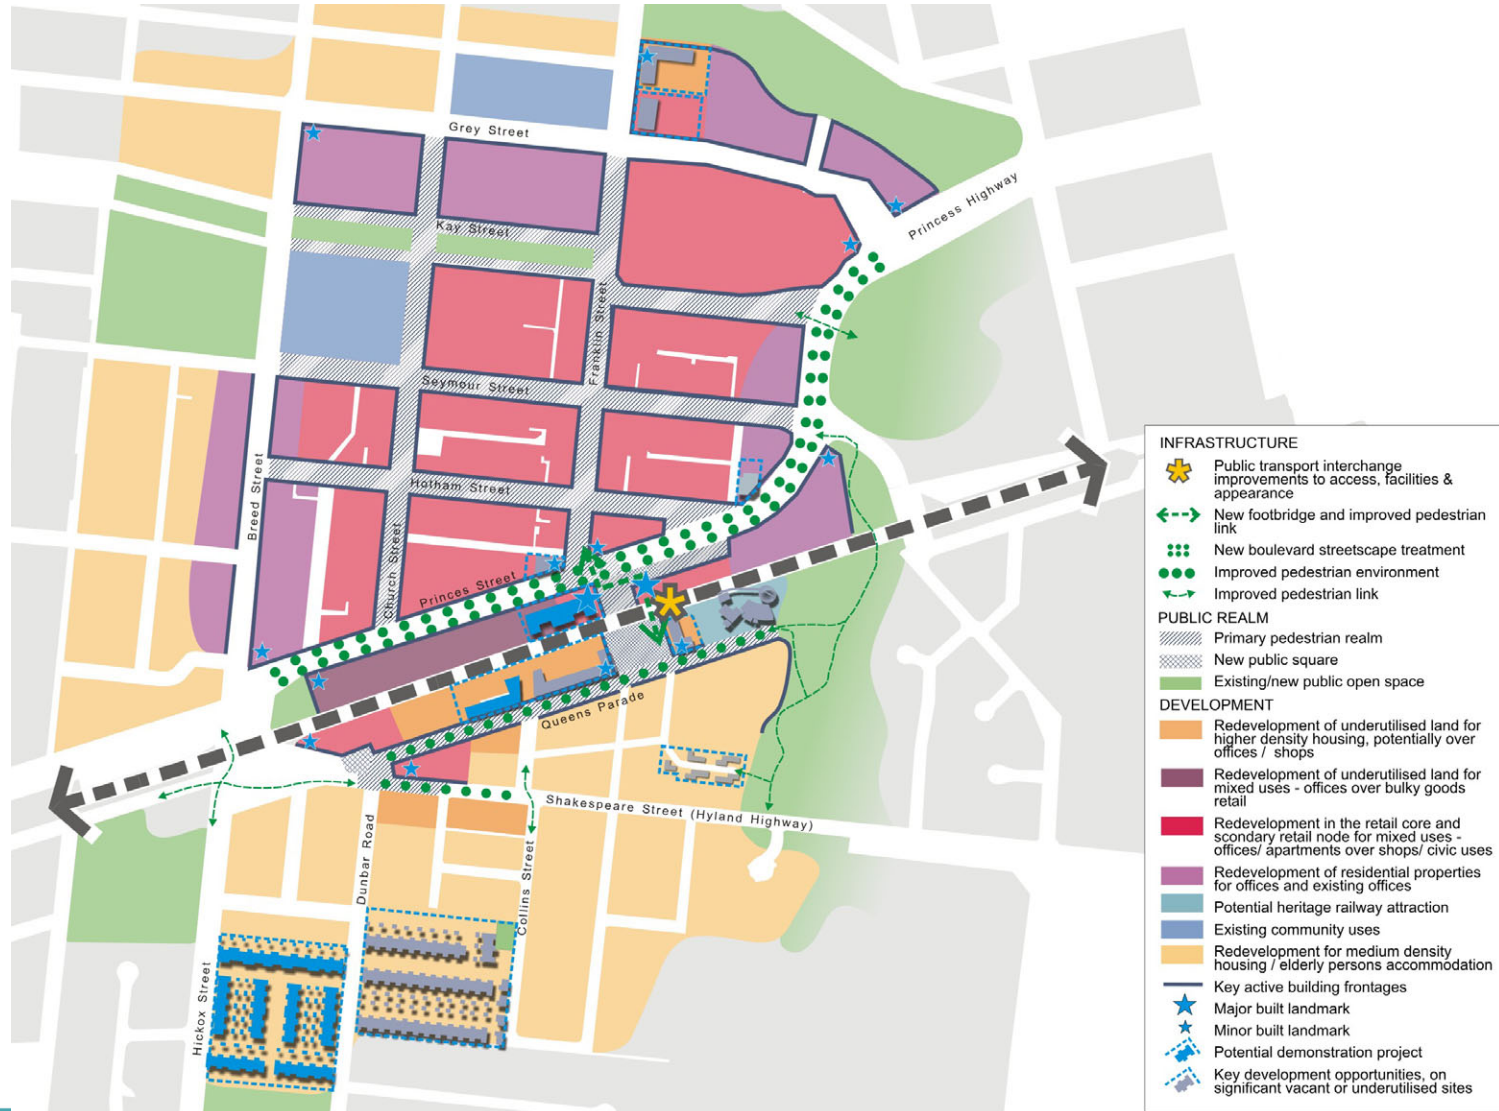 Grey Street
Princess Highway
Kay Street
Franklin Street
Seymour Street
Breed Street
Hotham Street
Church Street
Princes Street
Queens Parade
Shakespeare Street (Hyland Highway)
Dunbar Road
Collins Street
Hickox Street
INFRASTRUCTURE
Public transport interchange
improvements to access, facilities &
appearance
New footbridge and improved pedestrian
link
New boulevard streetscape treatment
Improved pedestrian environment
Improved pedestrian link
PUBLIC REALM
Primary pedestrian realm
New public square
Existing/new public open space
DEVELOPMENT
Redevelopment of underutilised land for
higher density housing, potentially over
offices / shops
Redevelopment of underutilised land for
mixed uses - offices over bulky goods
retail
Redevelopment in the retail core and
scondary retail node for mixed uses -
offices/ apartments over shops/ civic uses
Redevelopment of residential properties
for offices and existing offices
Potential heritage railway attraction
Existing community uses
Redevelopment for medium density
housing / elderly persons accommodation
Key active building frontages
Major built landmark
Minor built landmark
Potential demonstration project
Key development opportunities, on
significant vacant or underutilised sites